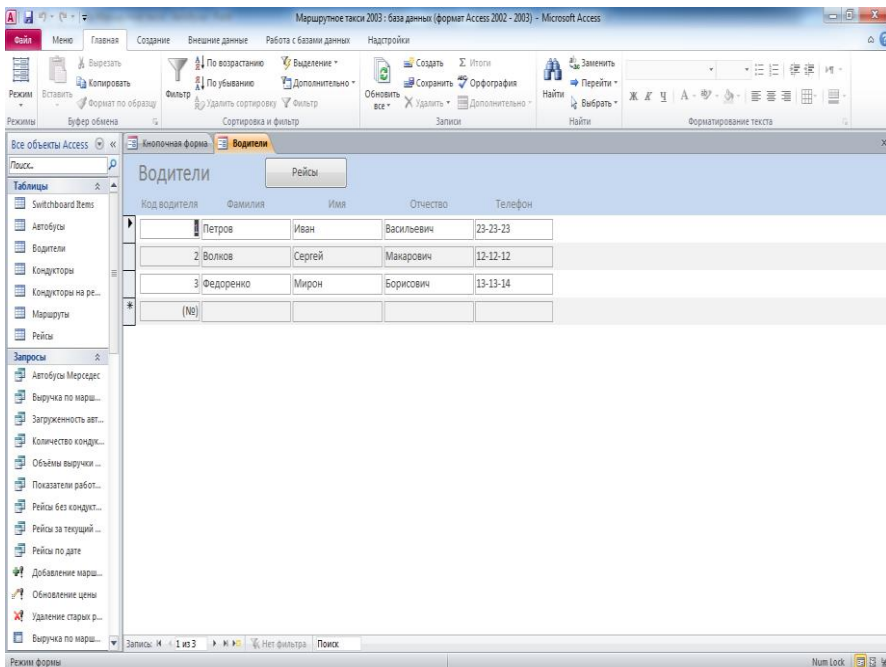 Маршрутное такси 2003 : база данных (формат Access 2002 - 2003) - Microsoft Access
Файл Меню Главная Создание Внешние данные Работа с базами данных Надстройки
Режим
Режимы
Вставить
Вырезать
Копировать
Формат по образцу
Буфер обмена
Фильтр
По возрастанию
По убыванию
Удалить сортировку
Выделение
Дополнительно
Фильтр
Сортировка и фильтр
Обновить все
Создать
Сохранить
Удалить
Итоги
Орфография
Дополнительно
Записи
Найти
Заменить
Перейти
Выбрать
Найти
Ж К Ч А
Форматирование текста
Все объекты Access
Поиск...
Таблицы
Switchboard Items
Автобусы
Водители
Кондукторы
Кондукторы на ре...
Маршруты
Рейсы
Запросы
Автобусы Мерседес
Выручка по марш...
Загруженность авт...
Количество кондук...
Объёмы выручки ...
Показатели работ...
Рейсы без кондукт...
Рейсы за текущий ...
Рейсы по дате
Добавление марш...
Обновление цены
Удаление старых р...
Выручка по марш...
Кнопочная форма Водители
Водители Рейсы
Код водителя Фамилия Имя Отчество Телефон
Петров Иван Васильевич 23-23-23
2 Волков Сергей Макарович 12-12-12
3 Федоренко Мирон Борисович 13-13-14
(№)
Запись: 1 из 3 Нет фильтра Поиск
Режим формы Num Lock